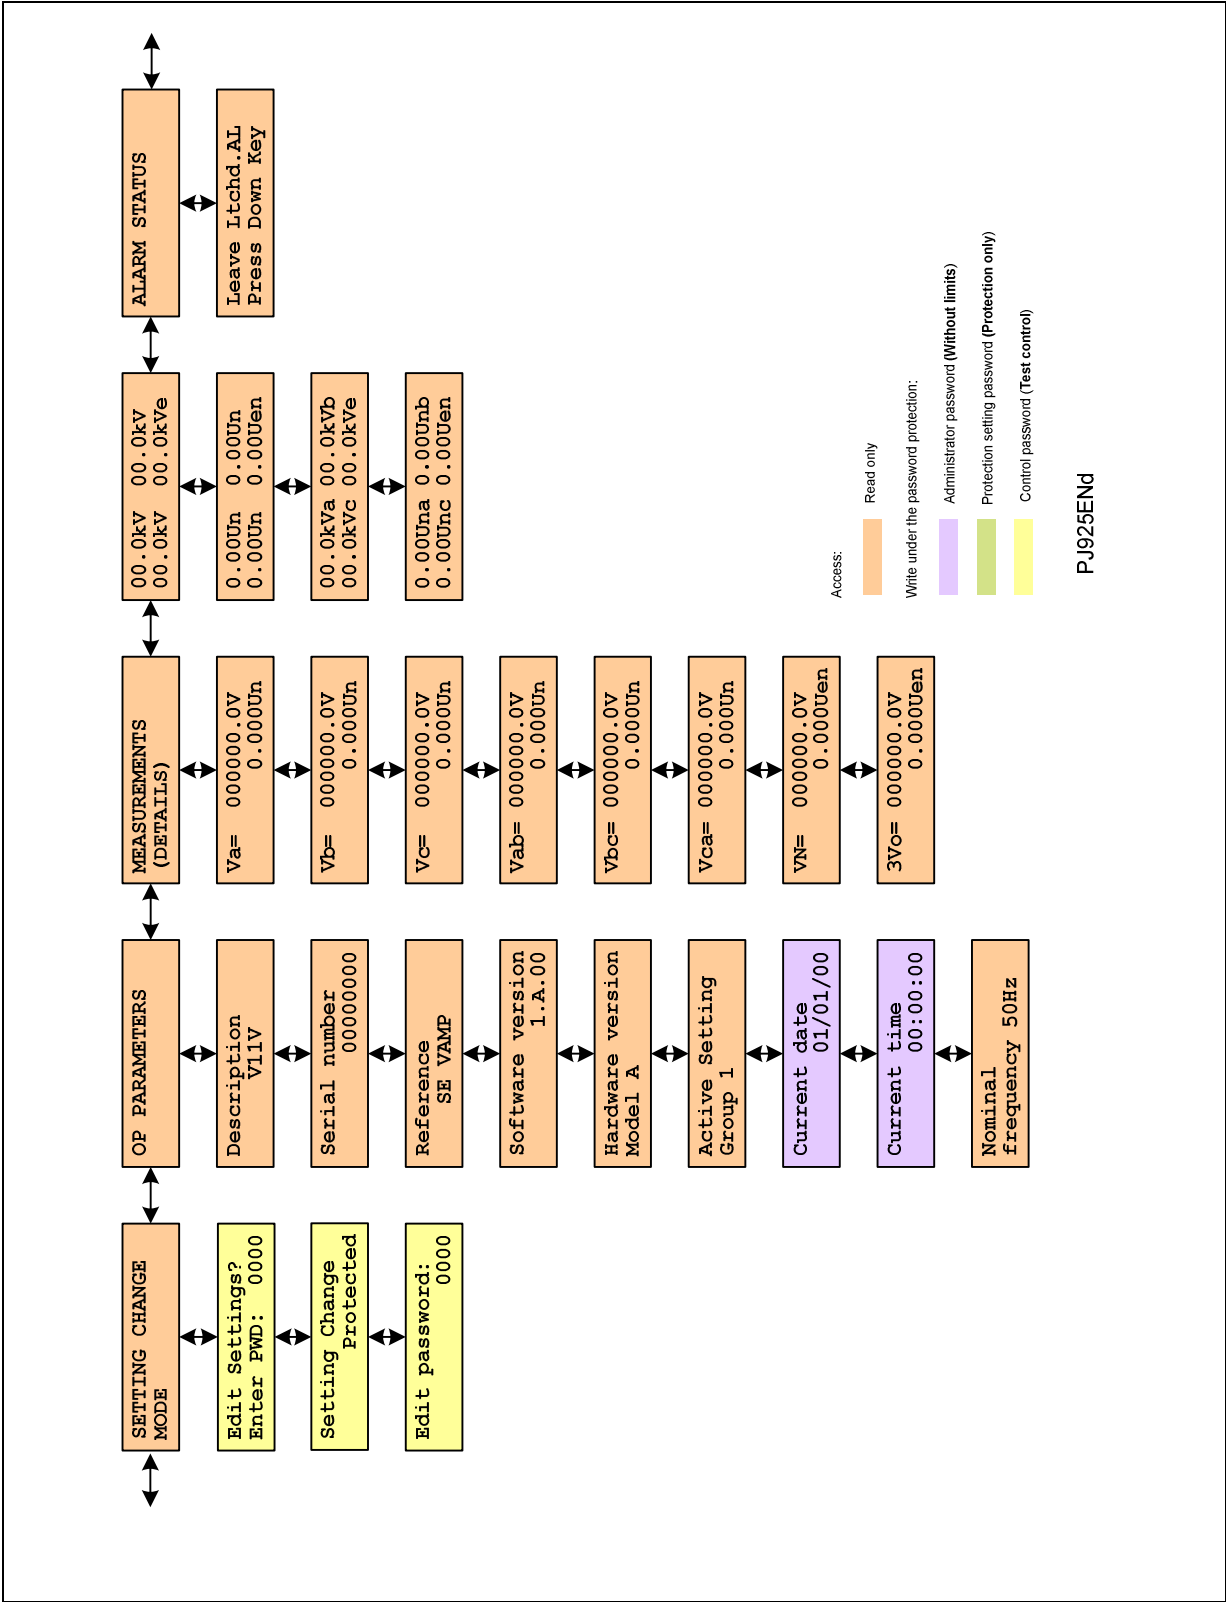 SETTING CHANGE
MODE
Edit Settings?
Enter PWD: 0000
Setting Change
Protected
Edit password:
0000
OP PARAMETERS
Description
V11V
Serial number
00000000
Reference
SE VAMP
Software version
1.A.00
Hardware version
Model A
Active Setting
Group 1
Current date
01/01/00
Current time
00:00:00
Nominal
frequency 50Hz
MEASUREMENTS
(DETAILS)
Va= 000000.0V
0.000Un
Vb= 000000.0V
0.000Un
Vc= 000000.0V
0.000Un
Vab= 000000.0V
0.000Un
Vbc= 000000.0V
0.000Un
Vca= 000000.0V
0.000Un
VN= 000000.0V
0.000Uen
3Vo= 000000.0V
0.000Uen
00.0kV 00.0kV
00.0kV 00.0kVe
0.00Un 0.00Un
0.00Un 0.00Uen
00.0kVa 00.0kVb
00.0kVc 00.0kVe
0.00Una 0.00Unb
0.00Unc 0.00Uen
ALARM STATUS
Leave Ltchd.AL
Press Down Key
Access:
Read only
Write under the password protection:
Administrator password (Without limits)
Protection setting password (Protection only)
Control password (Test control)
PJ925ENd